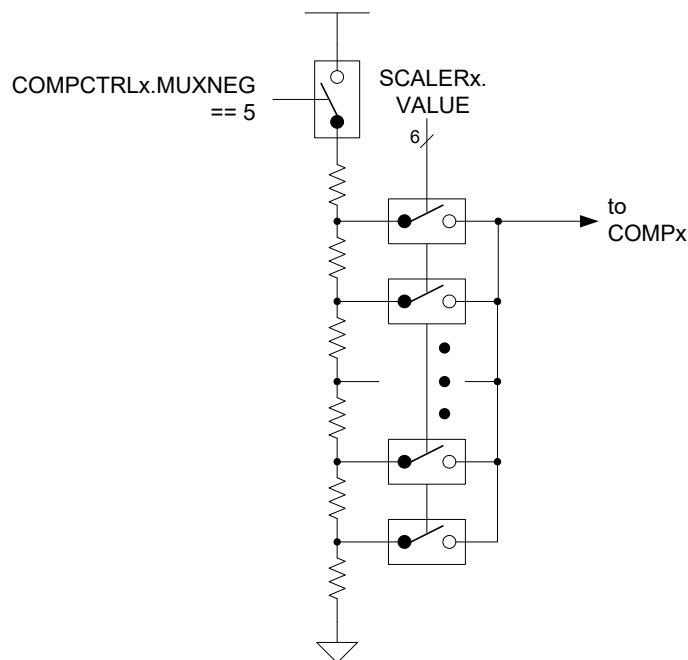 COMPCTRLx.MUXNEG
== 5
SCALERx.
VALUE
6
to
COMPx